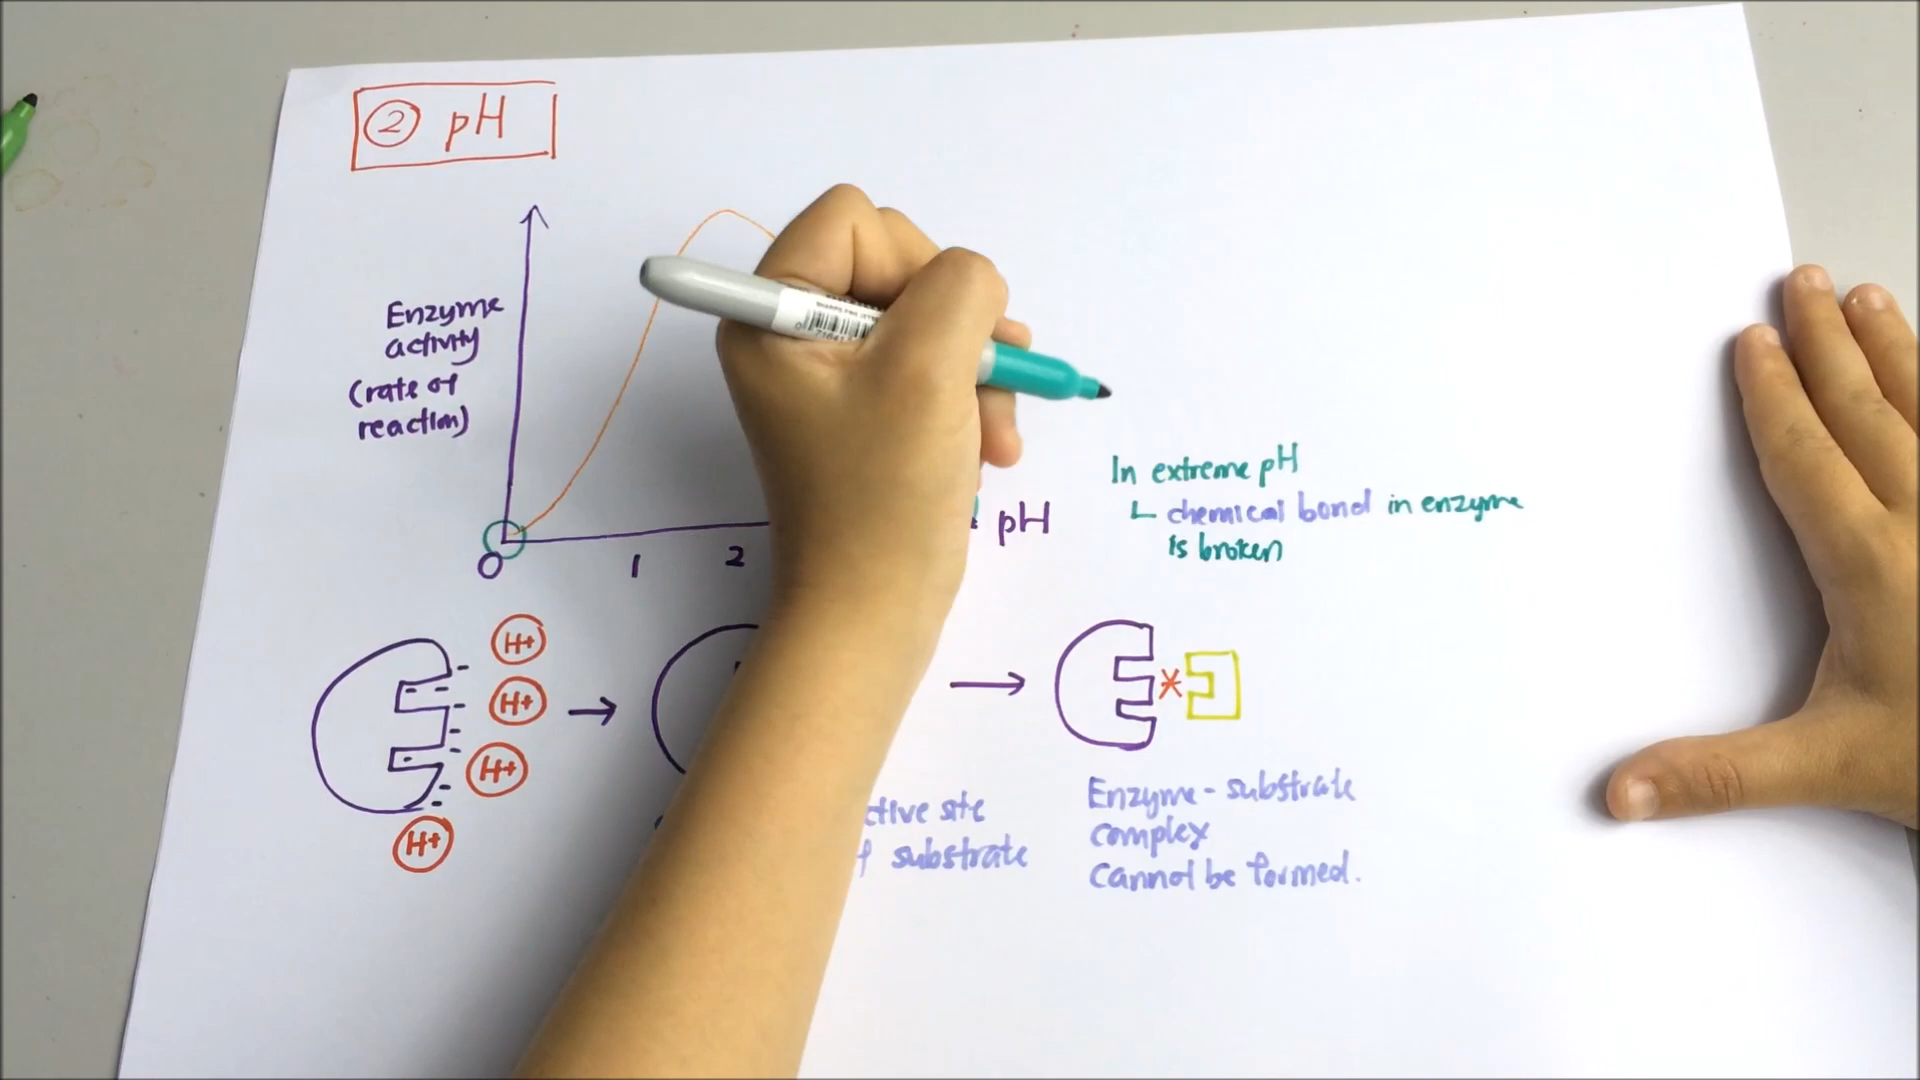 2 pH
Enzyme
activity
(rate of
reaction)
pH
0 1 2
In extreme pH
chemical bond in enzyme
is broken
H+
H+
H+
H+
- substrate
Enzyme - substrate
complex
cannot be formed.
site
substrate